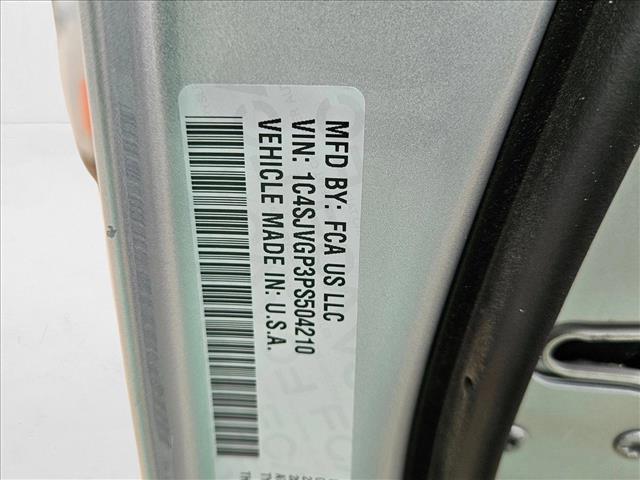 MFD BY: FCA US LLC
VIN: 1C4SJVGP3PS504210
VEHICLE MADE IN: U.S.A.